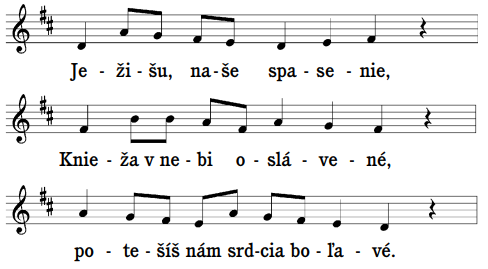 Je - ži - šu, na - še spa - se - nie,
Knie - ža v ne - bi o - slá - ve - né,
po - te - šíš nám srd - cia bo - ľa - vé.